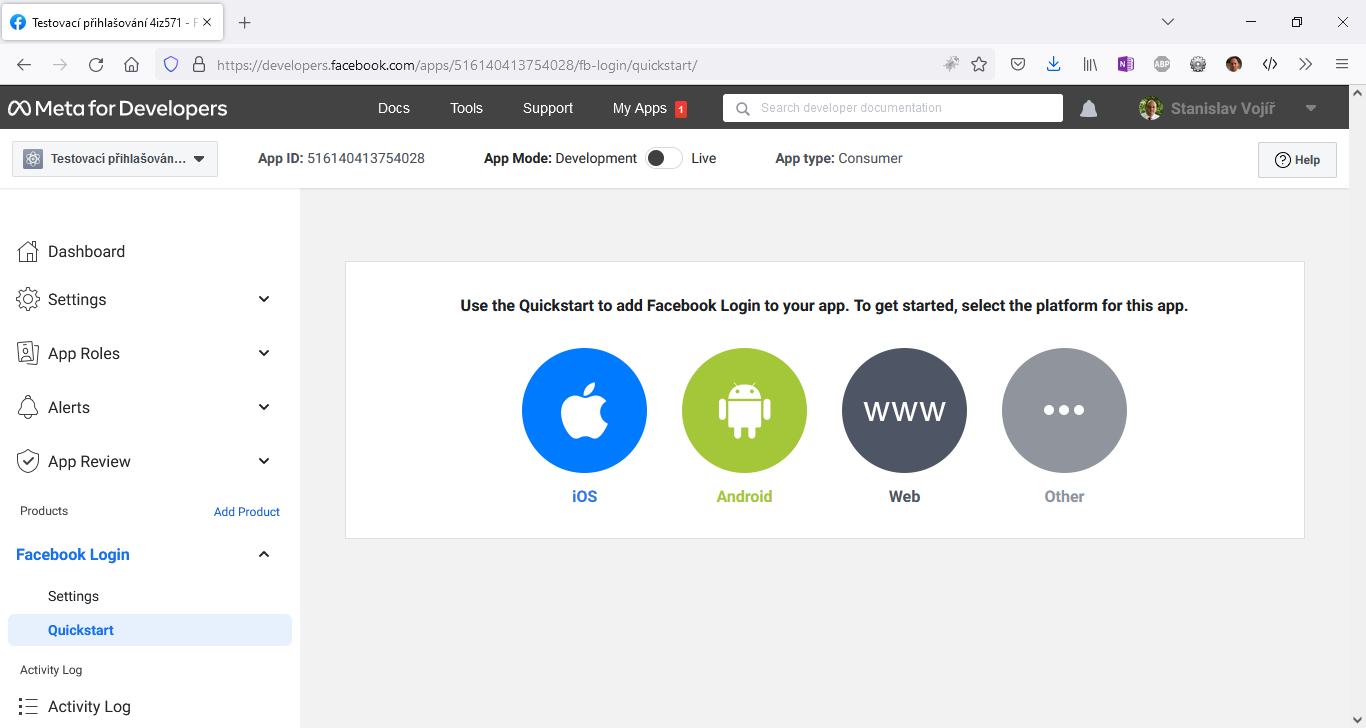 Testovací přihlašování 4iz571 - F
https://developers.facebook.com/apps/516140413754028/fb-login/quickstart/
N
ABP
Meta for Developers
Docs
Tools
Support
My Apps 1
Search developer documentation
Stanislav Vojíř
Testovací přihlašován...
App ID: 516140413754028
App Mode: Development
Live
App type: Consumer
Help
Dashboard
Settings
App Roles
Alerts
App Review
Products
Add Product
Facebook Login
Settings
Quickstart
Activity Log
Activity Log
Use the Quickstart to add Facebook Login to your app. To get started, select the platform for this app.
WWW
iOS
Android
Web
Other